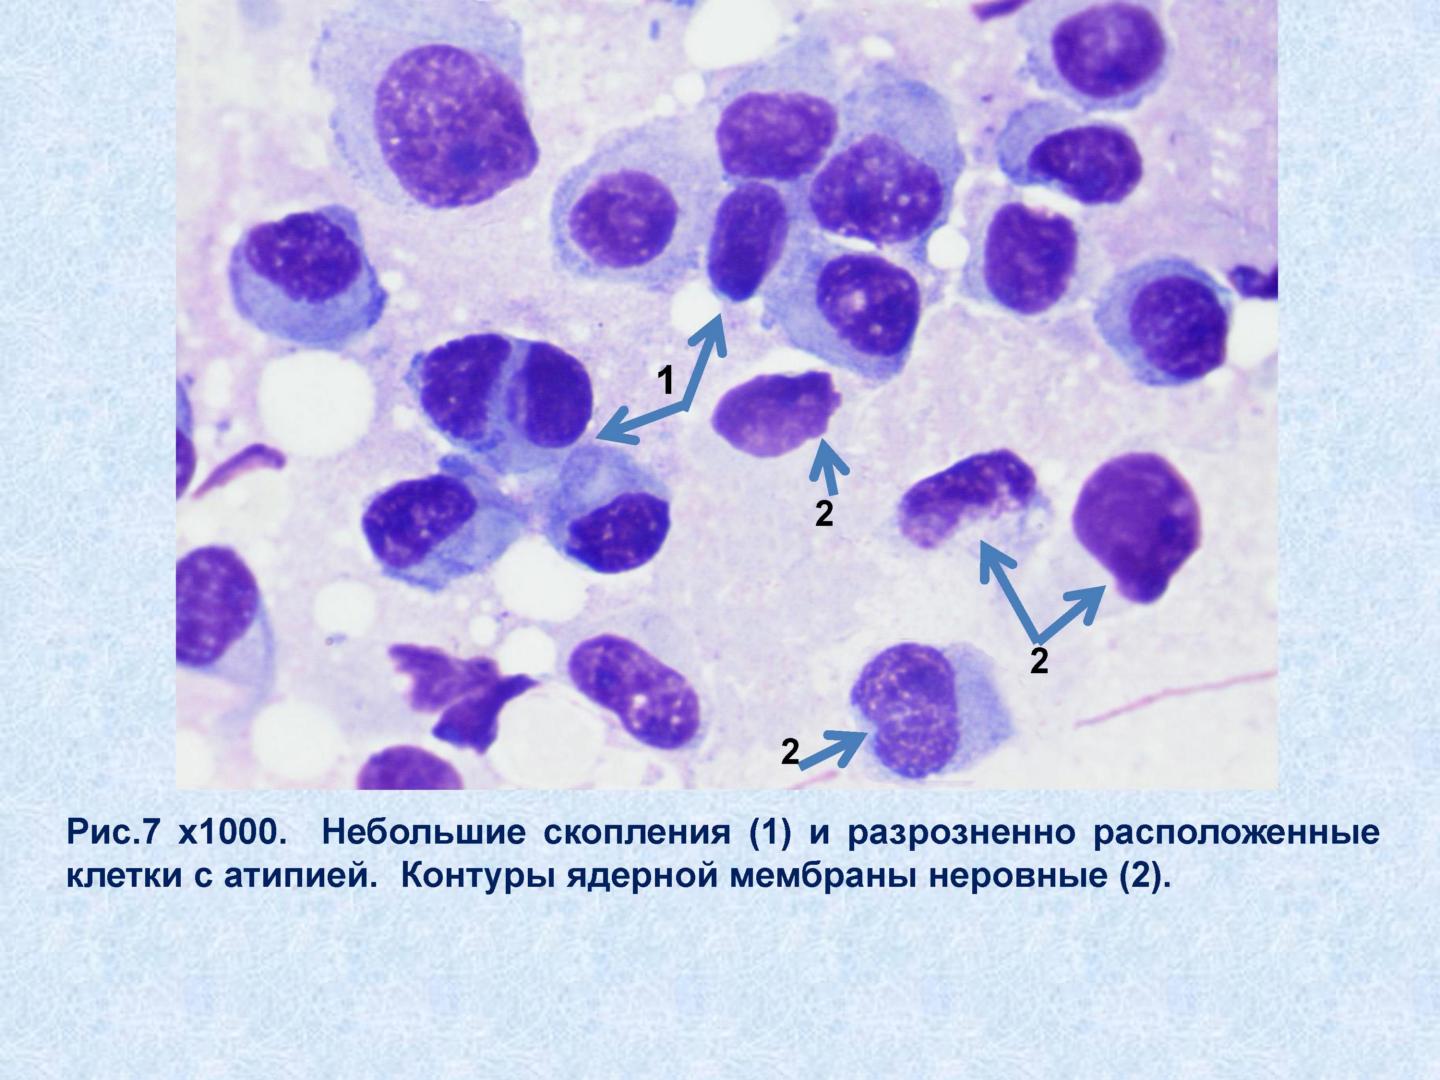 1
2
2
2
Рис.7 х1000. Небольшие скопления (1) и разрозненно расположенные
клетки с атипией. Контуры ядерной мембраны неровные (2).